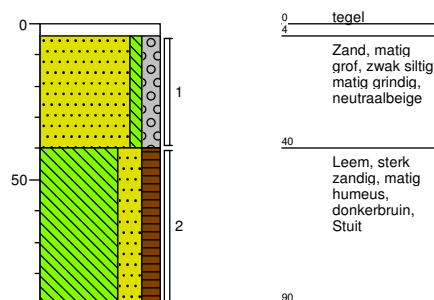 0
0
tegel
4
Zand, matig
grof, zwak siltig,
matig grindig,
neutraalbeige
1
40
Leem, sterk
zandig, matig
humeus,
donkerbruin,
Stuit
50
2
90